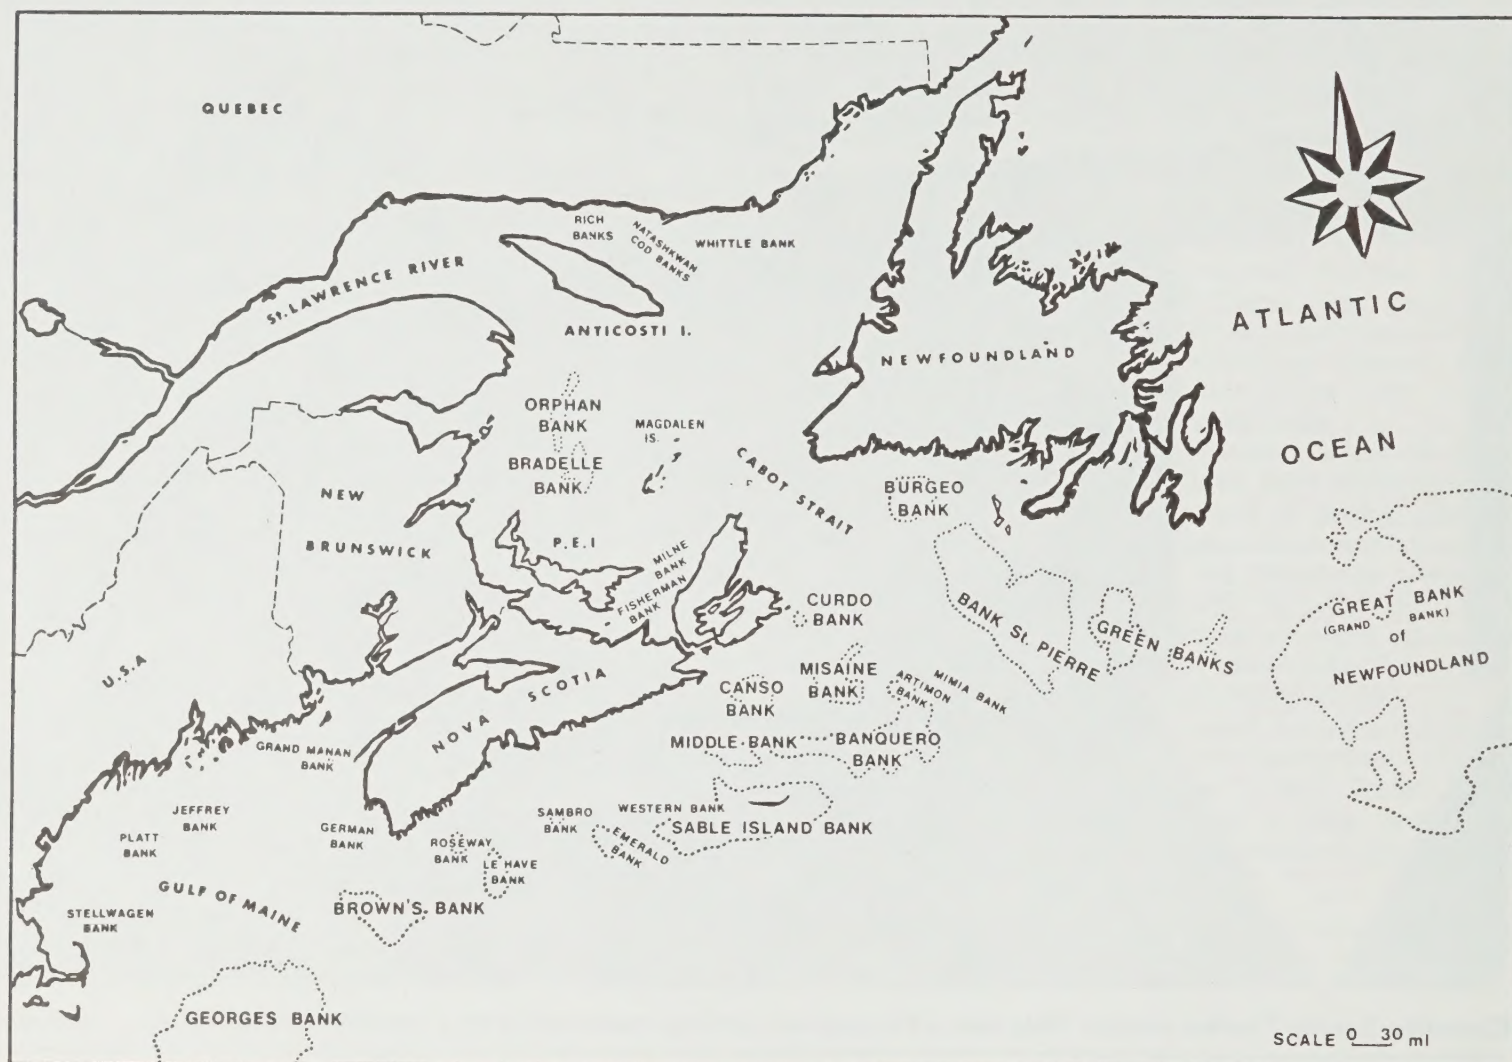 QUEBEC
RICH
BANKS
NATASHKWAN
COD BANKS
WHITTLE BANK
St. LAWRENCE RIVER
ANTICOSTI I.
ATLANTIC
OCEAN
NEWFOUNDLAND
ORPHAN
BANK
BRADELLE
BANK
MAGDALEN
IS.
CABOT STRAIT
BURGEO
BANK
NEW
BRUNSWICK
P.E.I
MILNE
BANK
FISHERMAN
BANK
CURDO
BANK
BANK St. PIERRE
GREEN BANKS
GREAT BANK
(GRAND BANK)
of
NEWFOUNDLAND
U.S.A
NOVA SCOTIA
CANSO
BANK
MISAINE
BANK
ARTIMON
BANK
MIMIA BANK
GRAND MANAN
BANK
MIDDLE BANK
BANQUERO
BANK
JEFFREY
BANK
PLATT
BANK
GERMAN
BANK
ROSEWAY
BANK
LE HAVE
BANK
SAMBRO
BANK
EMERALD
BANK
WESTERN BANK
SABLE ISLAND BANK
GULF OF MAINE
STELLWAGEN
BANK
BROWN'S BANK
GEORGES BANK
SCALE 0 30 ml